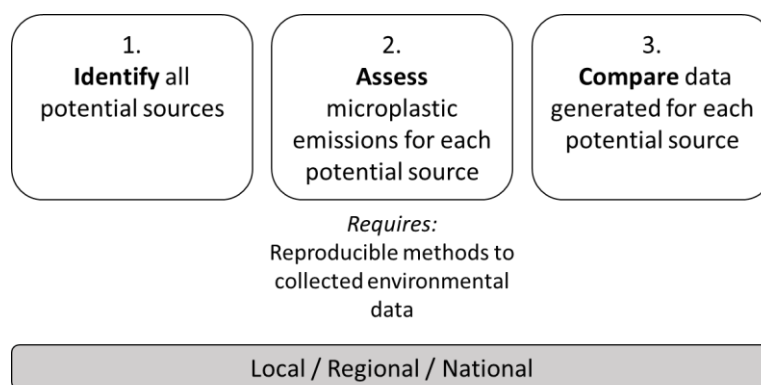 1.
Identify all
potential sources
2.
Assess
microplastic
emissions for each
potential source
3.
Compare data
generated for each
potential source
Requires:
Reproducible methods to
collected environmental
data
Local / Regional / National